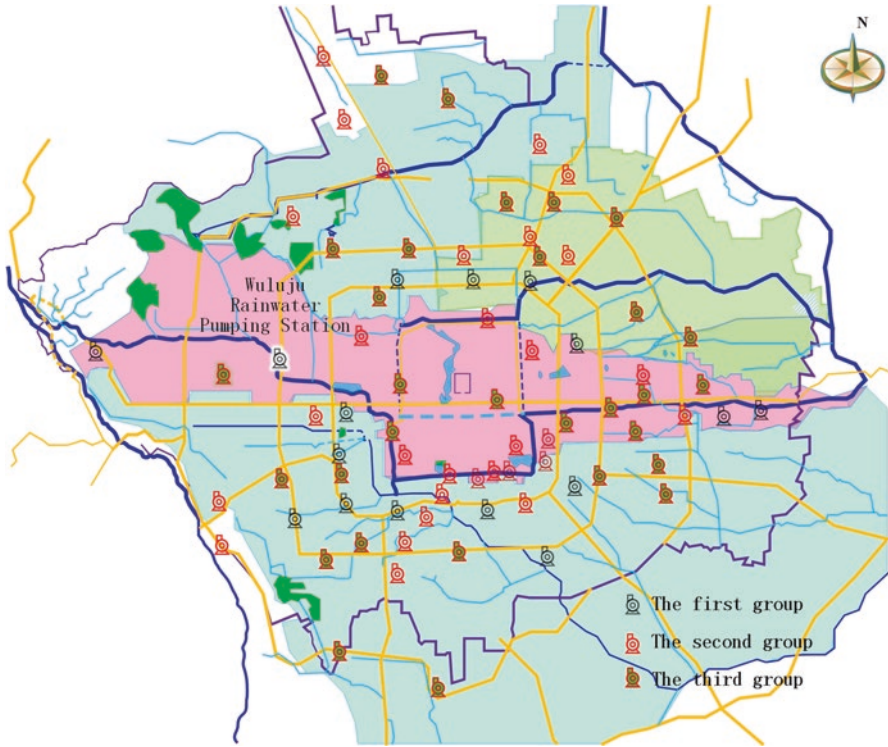 N
Wuluju
Rainwater
Pumping Station
The first group
The second group
The third group